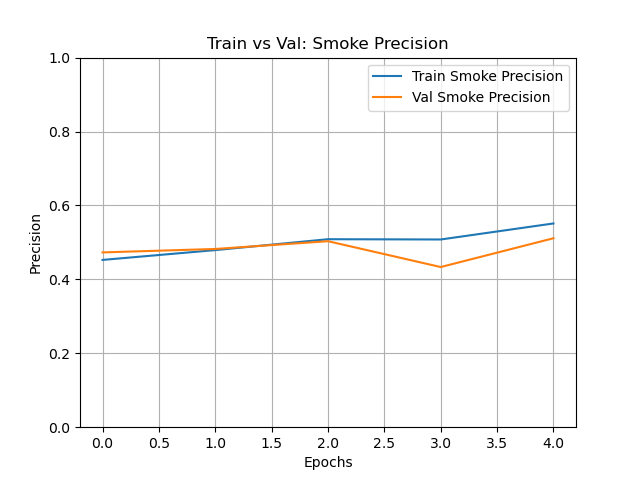 Train vs Val: Smoke Precision
Train Smoke Precision
Val Smoke Precision
Precision
1.0
0.8
0.6
0.4
0.2
0.0
0.0 0.5 1.0 1.5 2.0 2.5 3.0 3.5 4.0
Epochs